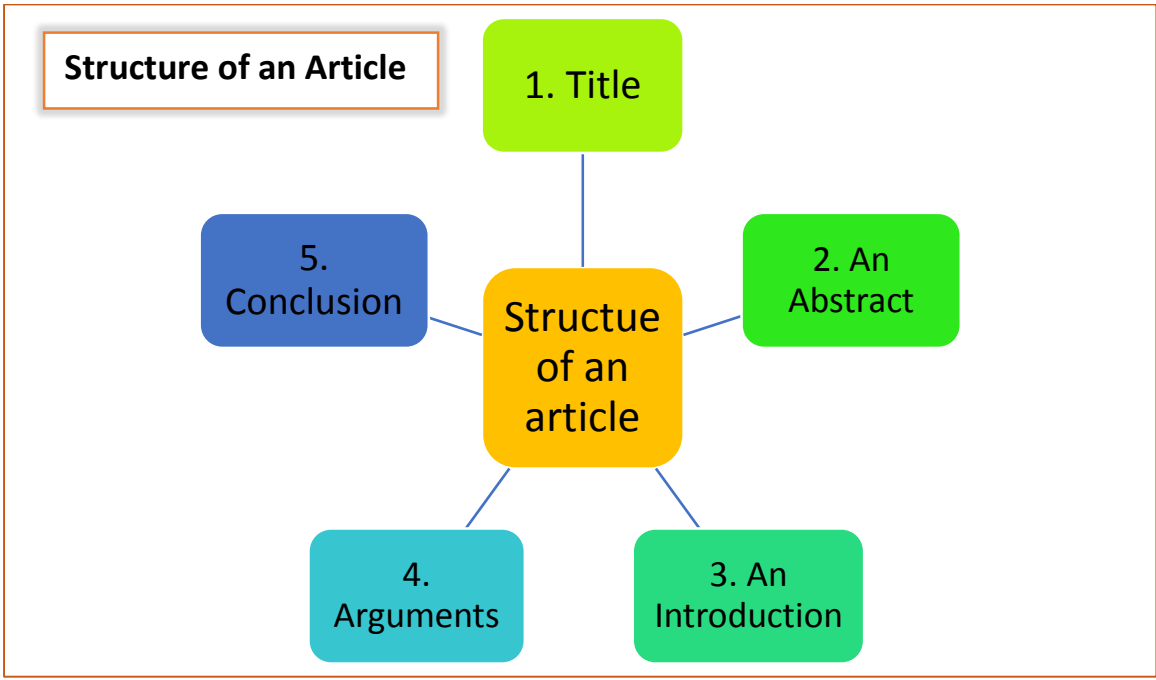 Structure of an Article
1. Title
2. An
Abstract
3. An
Introduction
4.
Arguments
5.
Conclusion
Structue
of an
article